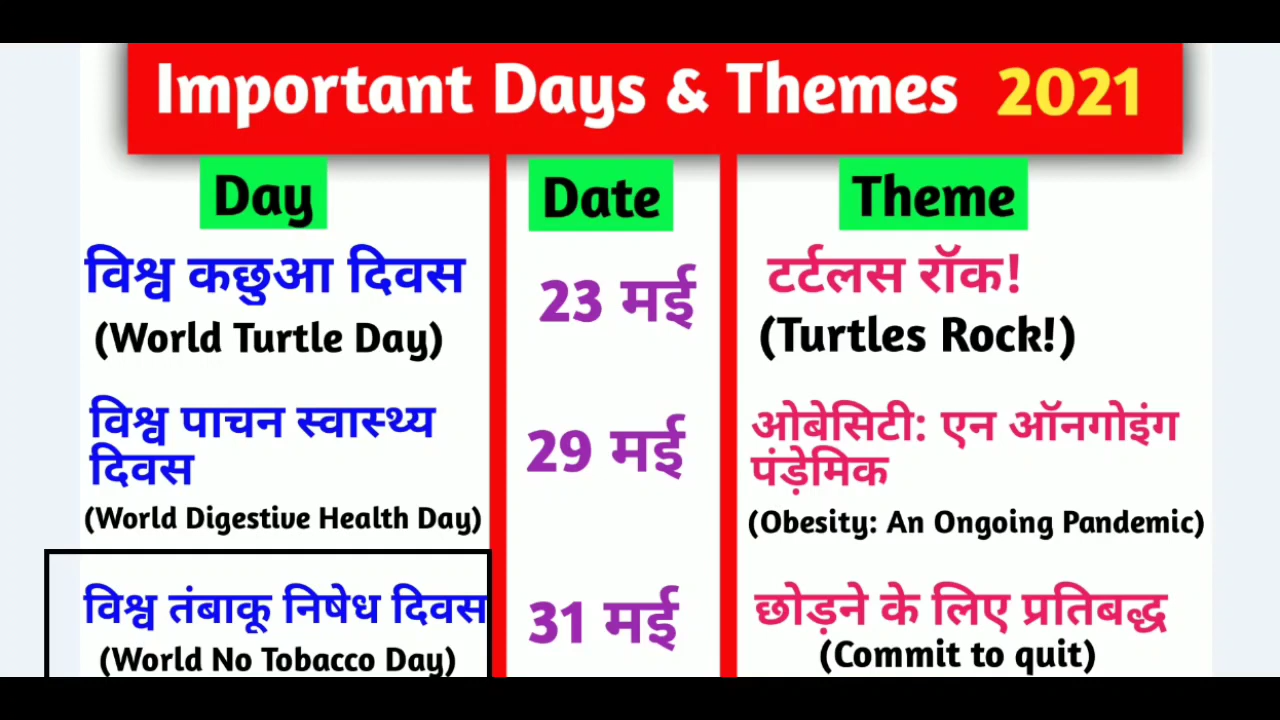 Important Days & Themes 2021
Day
Date
Theme
विश्व कछुआ दिवस
(World Turtle Day)
23 मई
टर्टलस रॉक!
(Turtles Rock!)
विश्व पाचन स्वास्थ्य
दिवस
(World Digestive Health Day)
29 मई
ओबेसिटी: एन ऑनगोइंग
पंड़ेमिक
(Obesity: An Ongoing Pandemic)
विश्व तंबाकू निषेध दिवस
(World No Tobacco Day)
31 मई
छोड़ने के लिए प्रतिबद्ध
(Commit to quit)